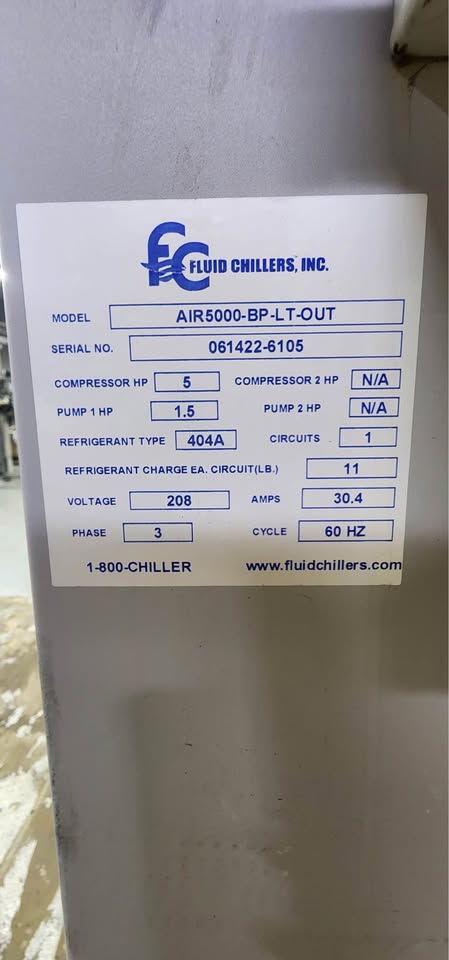 FC FLUID CHILLERS, INC.
MODEL AIR5000-BP-LT-OUT
SERIAL NO. 061422-6105
COMPRESSOR HP 5 COMPRESSOR 2 HP N/A
PUMP 1 HP 1.5 PUMP 2 HP N/A
REFRIGERANT TYPE 404A CIRCUITS 1
REFRIGERANT CHARGE EA. CIRCUIT(LB.) 11
VOLTAGE 208 AMPS 30.4
PHASE 3 CYCLE 60 HZ
1-800-CHILLER www.fluidchillers.com